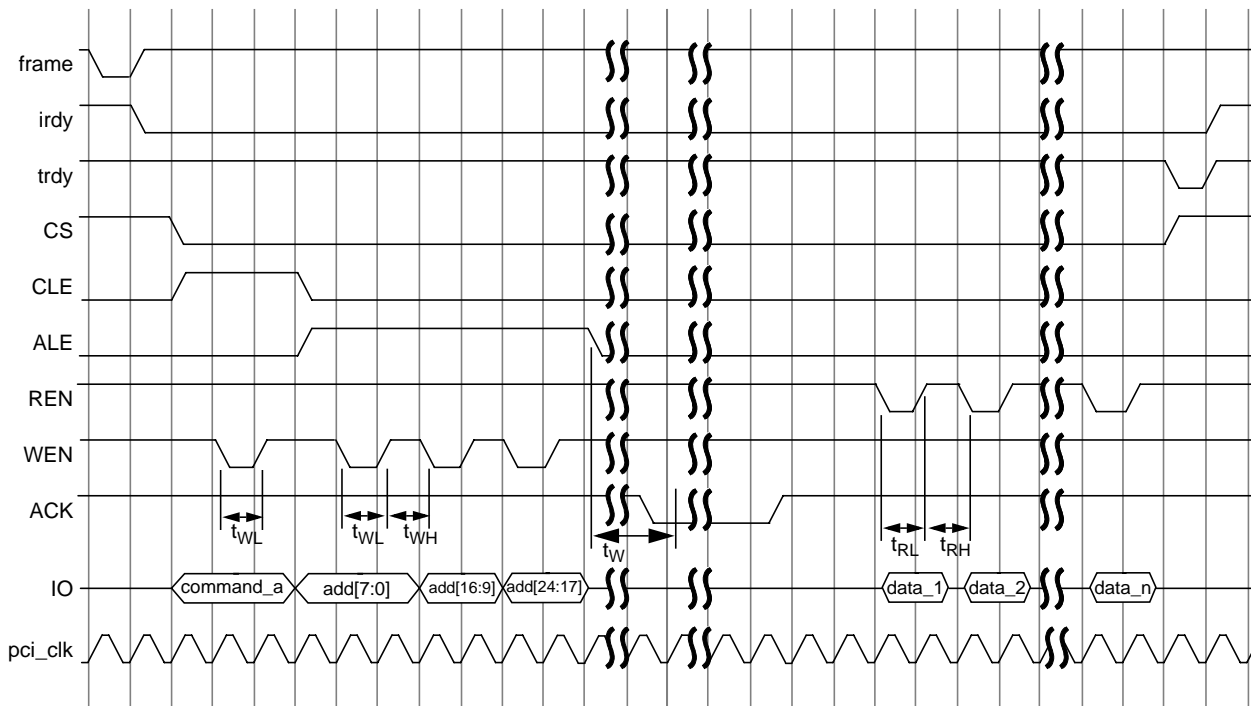 frame
irdy
trdy
CS
CLE
ALE
REN
WEN
ACK
tWL
tWL
tWH
tW
tRL
tRH
IO
command_a
add[7:0]
add[16:9]
add[24:17]
data_1
data_2
data_n
pci_clk